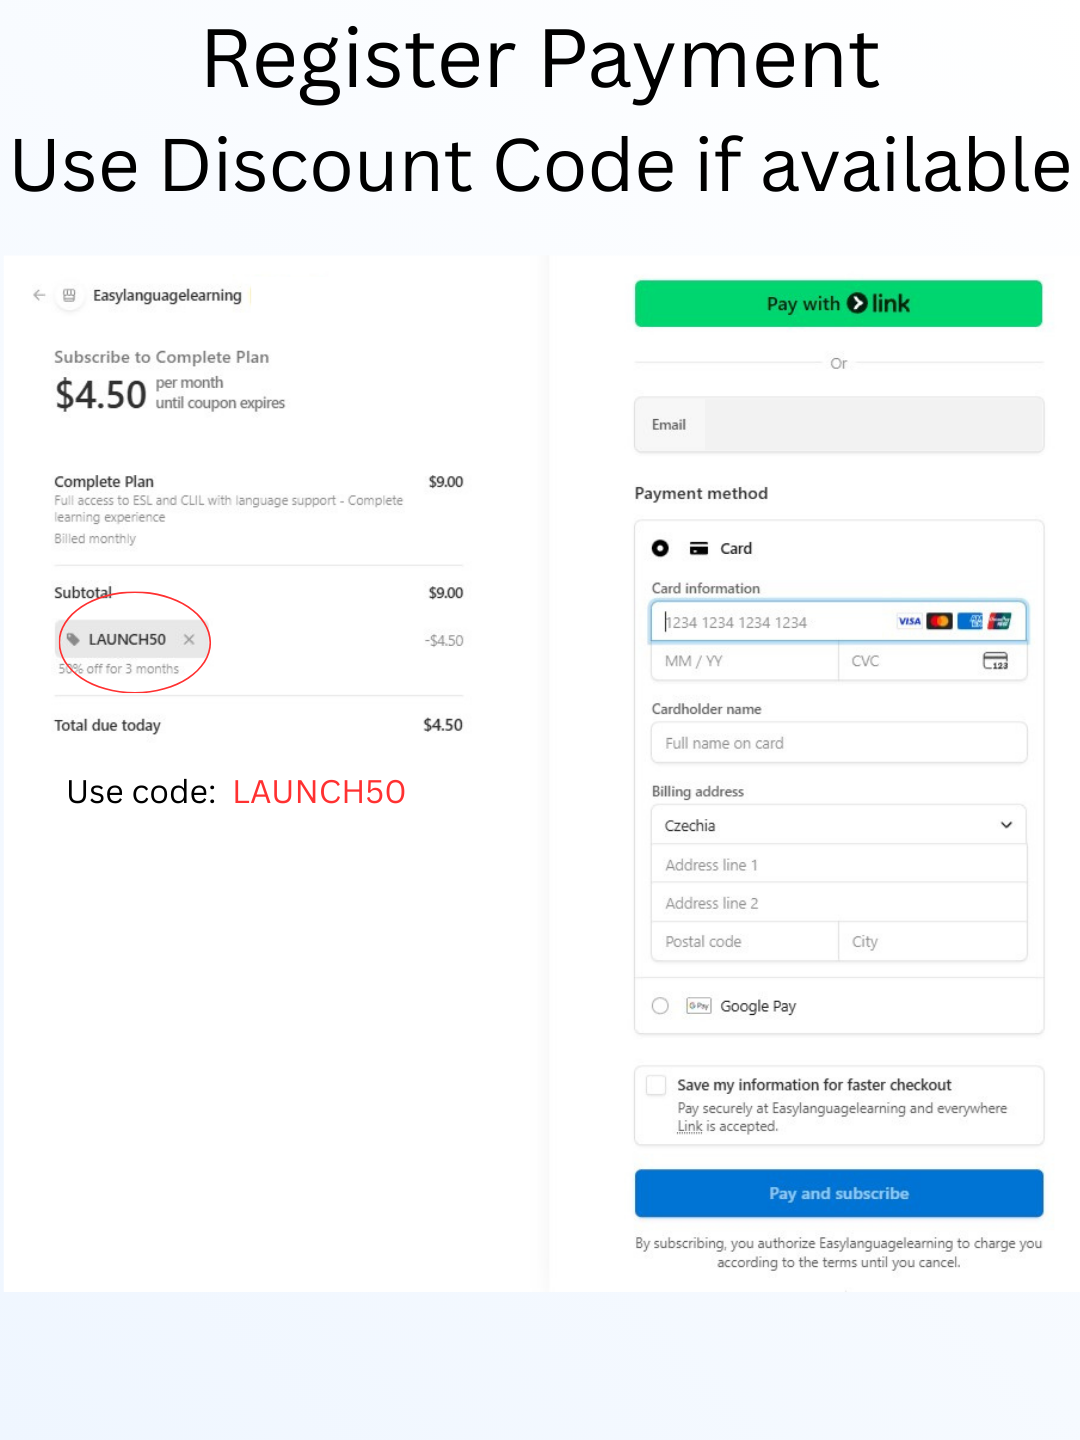 Register Payment
Use Discount Code if available
Easylanguagelearning
Subscribe to Complete Plan
$4.50 per month
until coupon expires
Complete Plan $9.00
Full access to ESL and CLIL with language support - Complete
learning experience
Billed monthly
Subtotal $9.00
LAUNCH50 -$4.50
50% off for 3 months
Total due today $4.50
Use code: LAUNCH50
Pay with link
Or
Email
Payment method
Card
Card information
1234 1234 1234 1234 VISA
MM / YY CVC 123
Cardholder name
Full name on card
Billing address
Czechia
Address line 1
Address line 2
Postal code City
G Pay Google Pay
Save my information for faster checkout
Pay securely at Easylanguagelearning and everywhere
Link is accepted.
Pay and subscribe
By subscribing, you authorize Easylanguagelearning to charge you
according to the terms until you cancel.